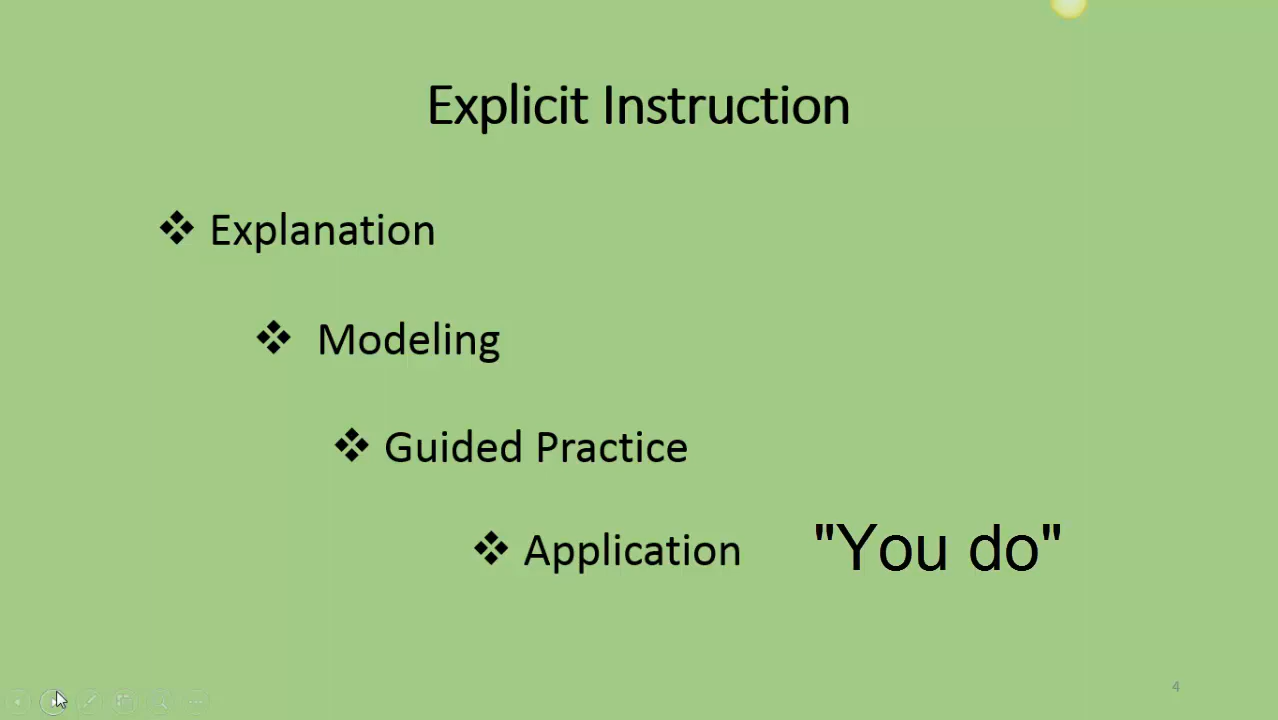 Explicit Instruction
❖ Explanation
❖ Modeling
❖ Guided Practice
❖ Application "You do"
4